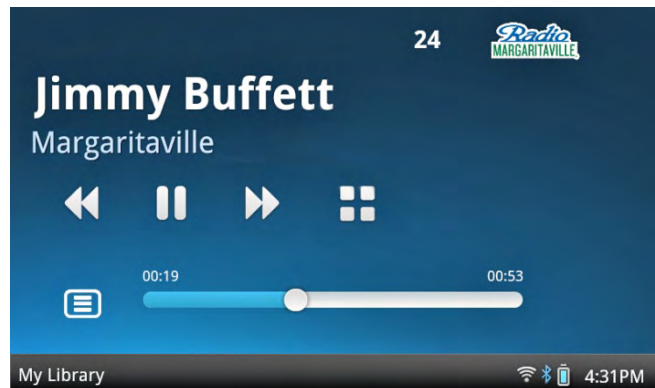 24
Radio
MARGARITAVILLE
Jimmy Buffett
Margaritaville
00:19 00:53
My Library 4:31PM